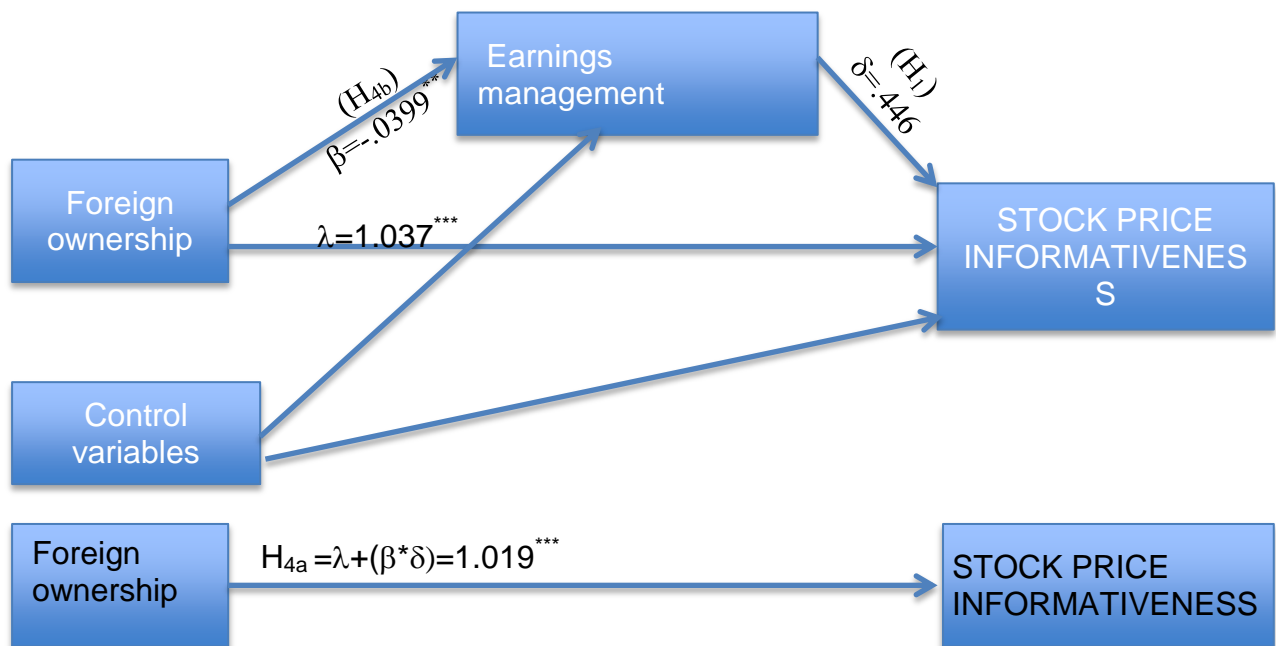 Earnings
management
(H4b)
β=-.0399**
(H1)
δ=.446
Foreign
ownership
λ=1.037***
STOCK PRICE
INFORMATIVENES
S
Control
variables
Foreign
ownership
H4a =λ+(β*δ)=1.019***
STOCK PRICE
INFORMATIVENESS